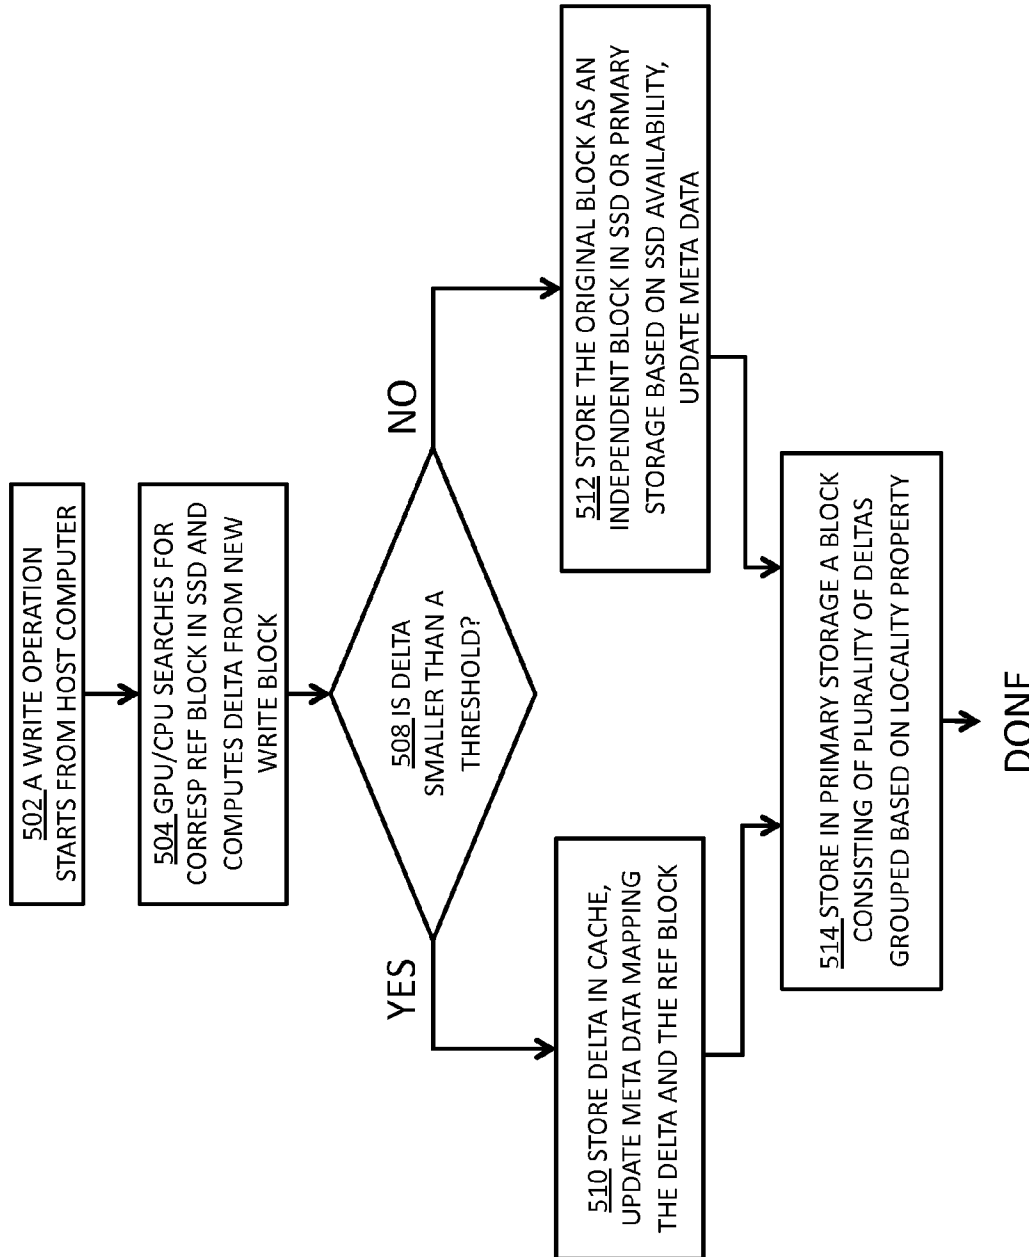 502 A WRITE OPERATION
STARTS FROM HOST COMPUTER
504 GPU/CPU SEARCHES FOR
CORRESP REF BLOCK IN SSD AND
COMPUTES DELTA FROM NEW
WRITE BLOCK
508 IS DELTA
SMALLER THAN A
THRESHOLD?
YES
NO
510 STORE DELTA IN CACHE,
UPDATE META DATA MAPPING
THE DELTA AND THE REF BLOCK
512 STORE THE ORIGINAL BLOCK AS AN
INDEPENDENT BLOCK IN SSD OR PRMARY
STORAGE BASED ON SSD AVAILABILITY,
UPDATE META DATA
514 STORE IN PRIMARY STORAGE A BLOCK
CONSISTING OF PLURALITY OF DELTAS
GROUPED BASED ON LOCALITY PROPERTY
DONE